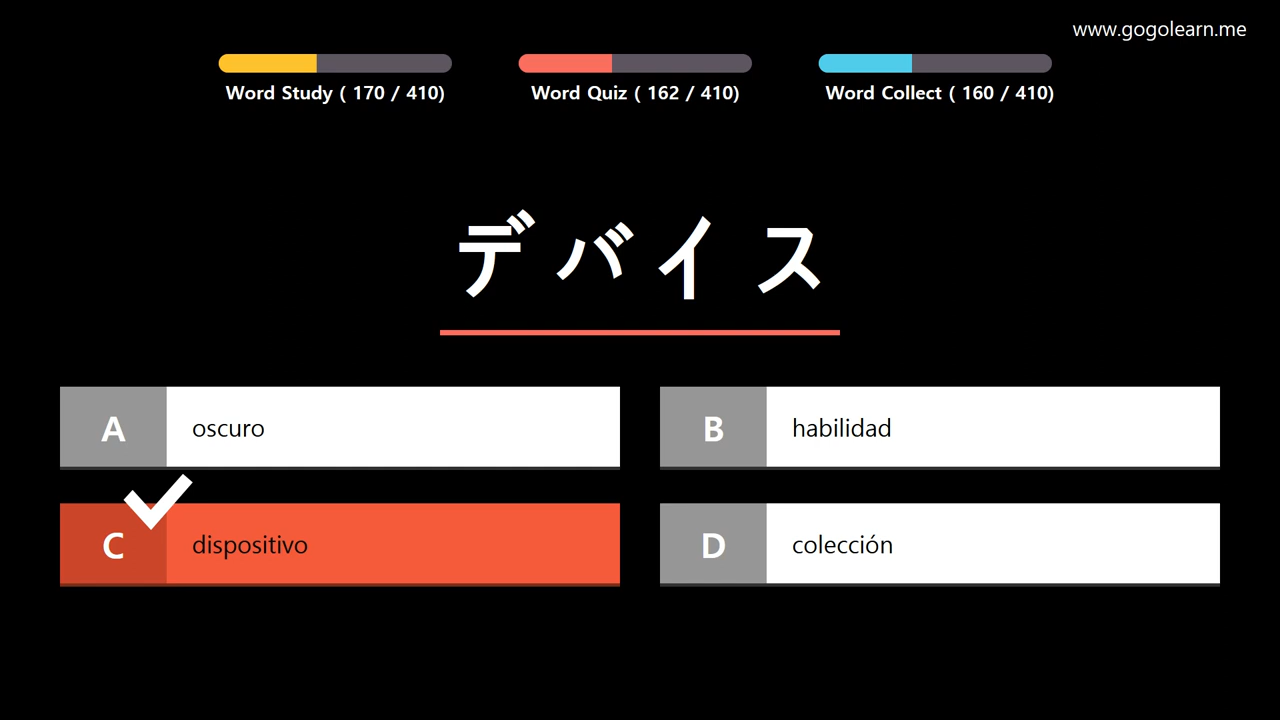 www.gogolearn.me
Word Study ( 170 / 410)
Word Quiz ( 162 / 410)
Word Collect ( 160 / 410)
デバイス
A oscuro
B habilidad
C dispositivo
D colección